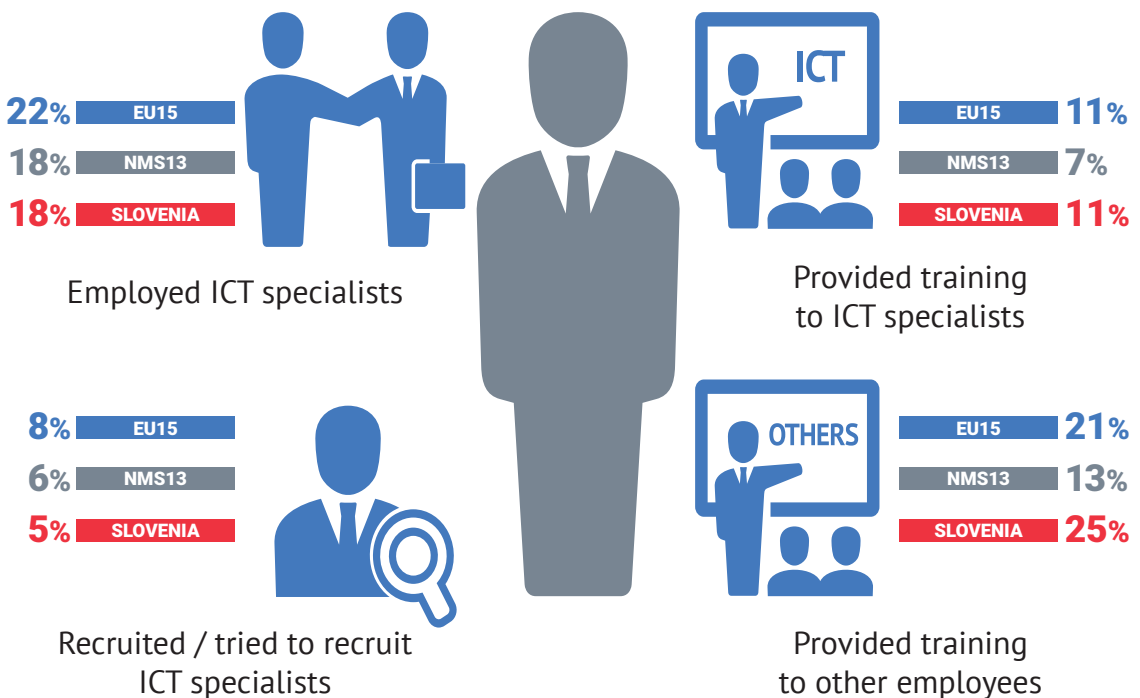 22% EU15
18% NMS13
18% SLOVENIA
Employed ICT specialists
ICT
EU15 11%
NMS13 7%
SLOVENIA 11%
Provided training
to ICT specialists
8% EU15
6% NMS13
5% SLOVENIA
Recruited / tried to recruit
ICT specialists
OTHERS
EU15 21%
NMS13 13%
SLOVENIA 25%
Provided training
to other employees